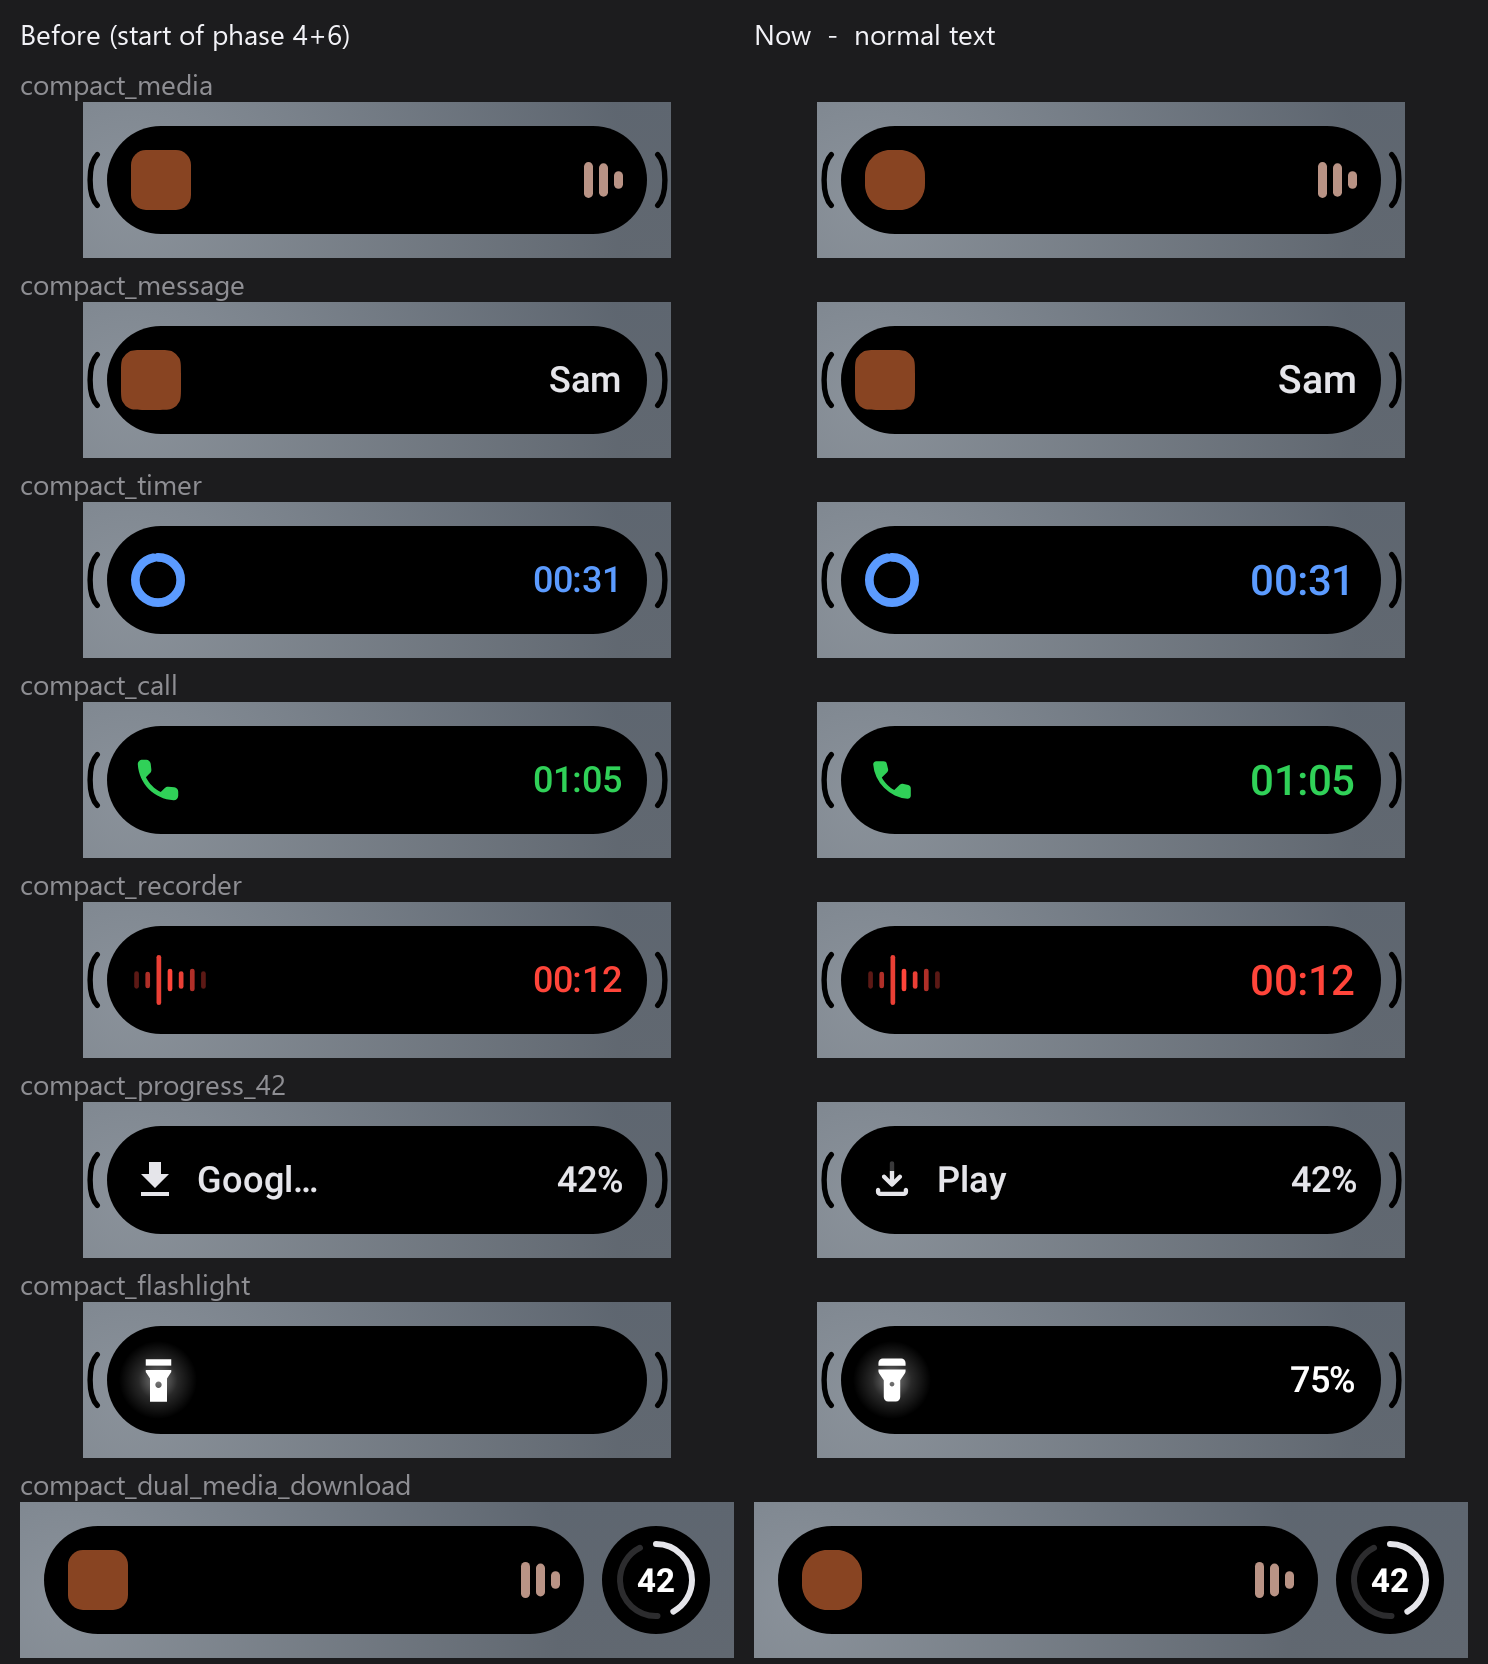 Before (start of phase 4+6)
Now - normal text
compact_media
compact_message
Sam
Sam
compact_timer
00:31
00:31
compact_call
01:05
01:05
compact_recorder
00:12
00:12
compact_progress_42
Googl... 42%
Play 42%
compact_flashlight
75%
compact_dual_media_download
42
42